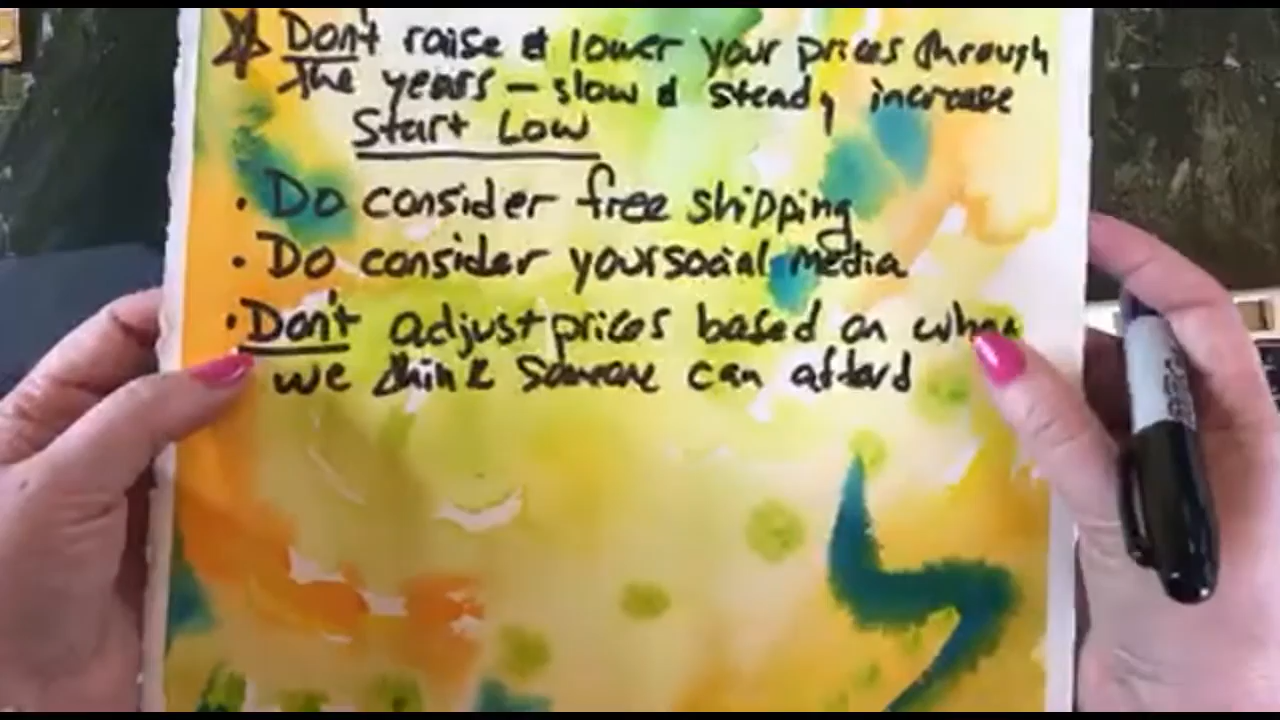 ☆ Don't raise & lower your prices through
the years - slow & steady increase
Start Low
• Do consider free shipping
• Do consider your social media
• Don't adjust prices based on what
we think someone can afford